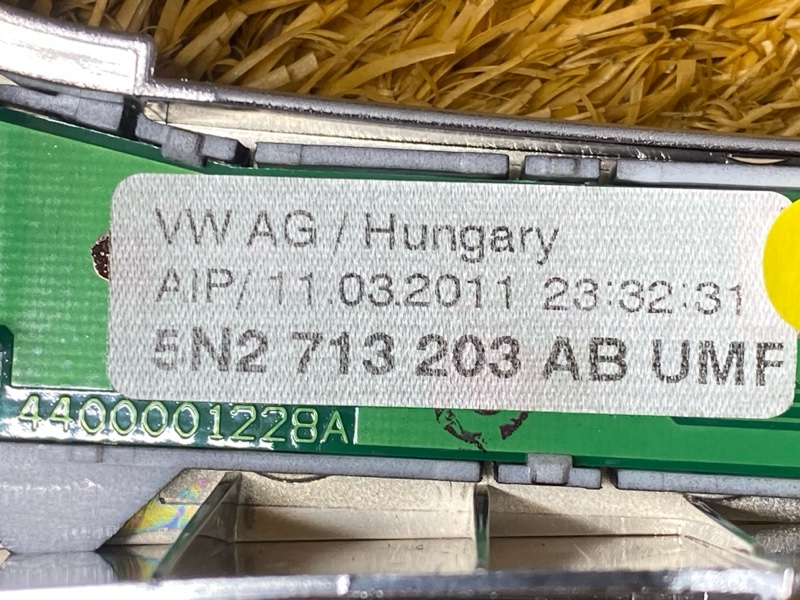 VW AG / Hungary
AIP/ 11.03.2011 23:32:31
5N2 713 203 AB UMF
4400001228A